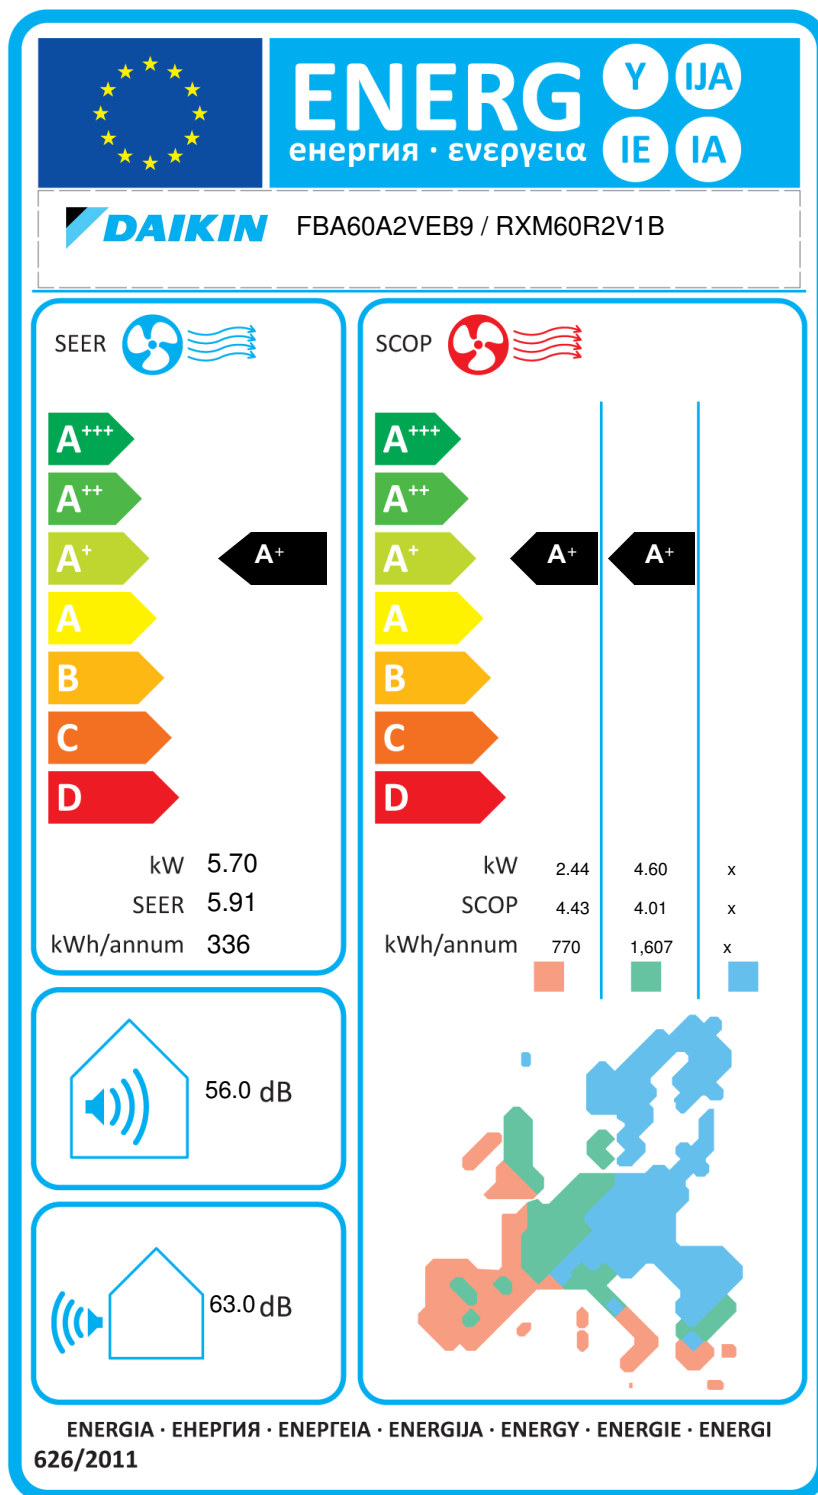 ENERG
енергия · ενεργεια
Y IJA
IE IA
DAIKIN FBA60A2VEB9 / RXM60R2V1B
SEER
A+++
A++
A+ A+
A
B
C
D
kW 5.70
SEER 5.91
kWh/annum 336
SCOP
A+++
A++
A+ A+ A+
A
B
C
D
kW 2.44 4.60 x
SCOP 4.43 4.01 x
kWh/annum 770 1,607 x
56.0 dB
63.0 dB
ENERGIA · ЕНЕРГИЯ · ΕΝΕΡΓΕΙΑ · ENERGIJA · ENERGY · ENERGIE · ENERGI
626/2011